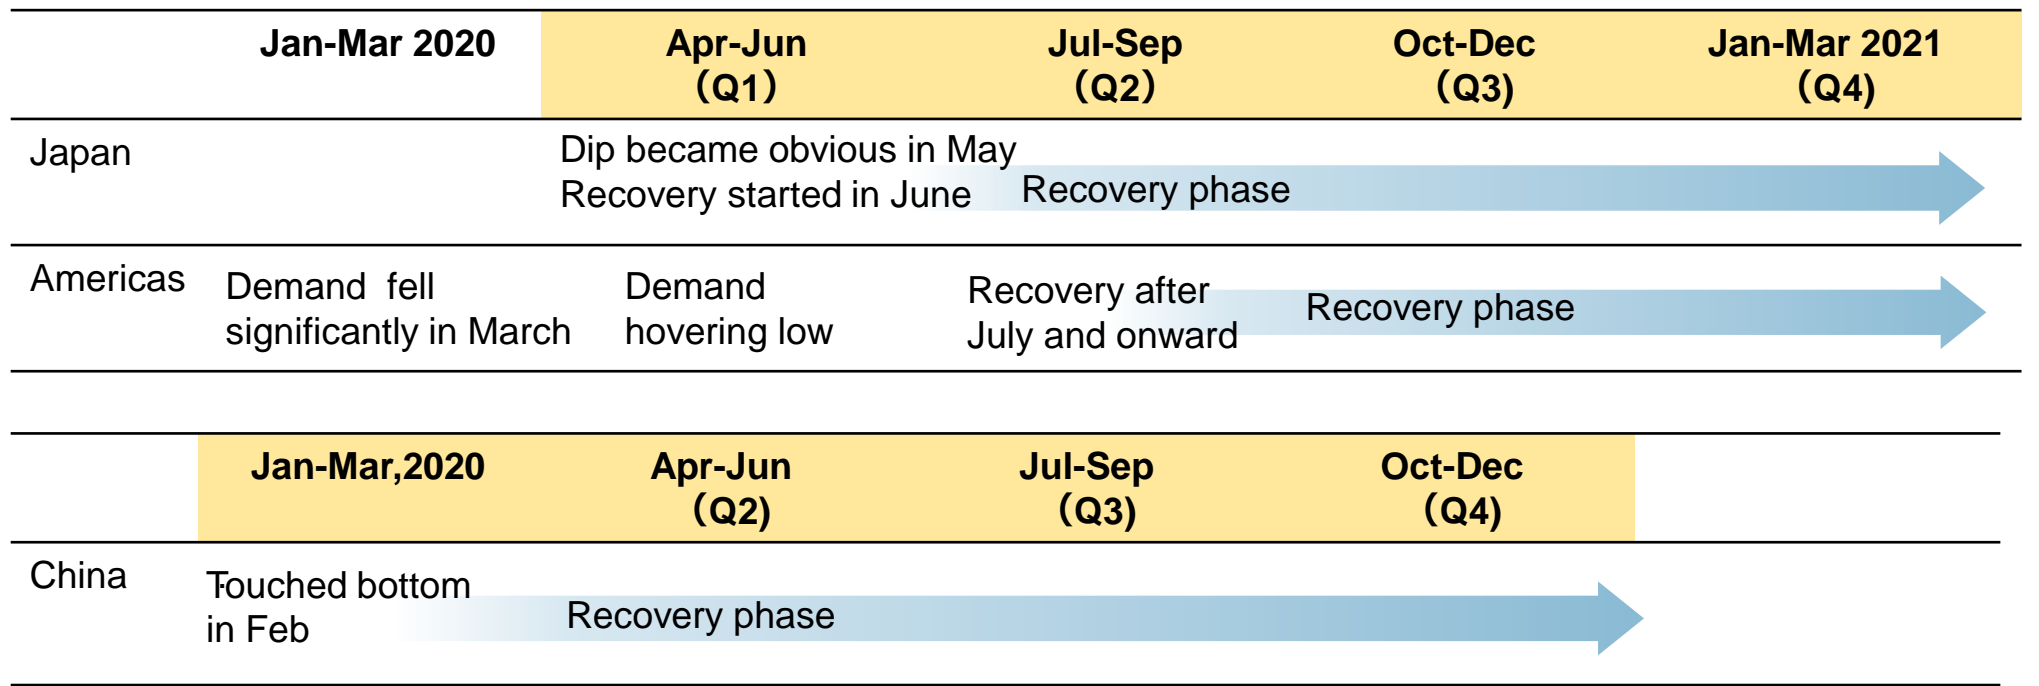 Jan-Mar 2020
Apr-Jun
（Q1）
Jul-Sep
（Q2）
Oct-Dec
（Q3)
Jan-Mar 2021
（Q4)
Japan
Dip became obvious in May
Recovery started in June
Recovery phase
Americas
Demand  fell
significantly in March
Demand
hovering low
Recovery after
July and onward
Recovery phase
Jan-Mar,2020
Apr-Jun
（Q2)
Jul-Sep
（Q3)
Oct-Dec
（Q4)
China
Touched bottom
in Feb
Recovery phase